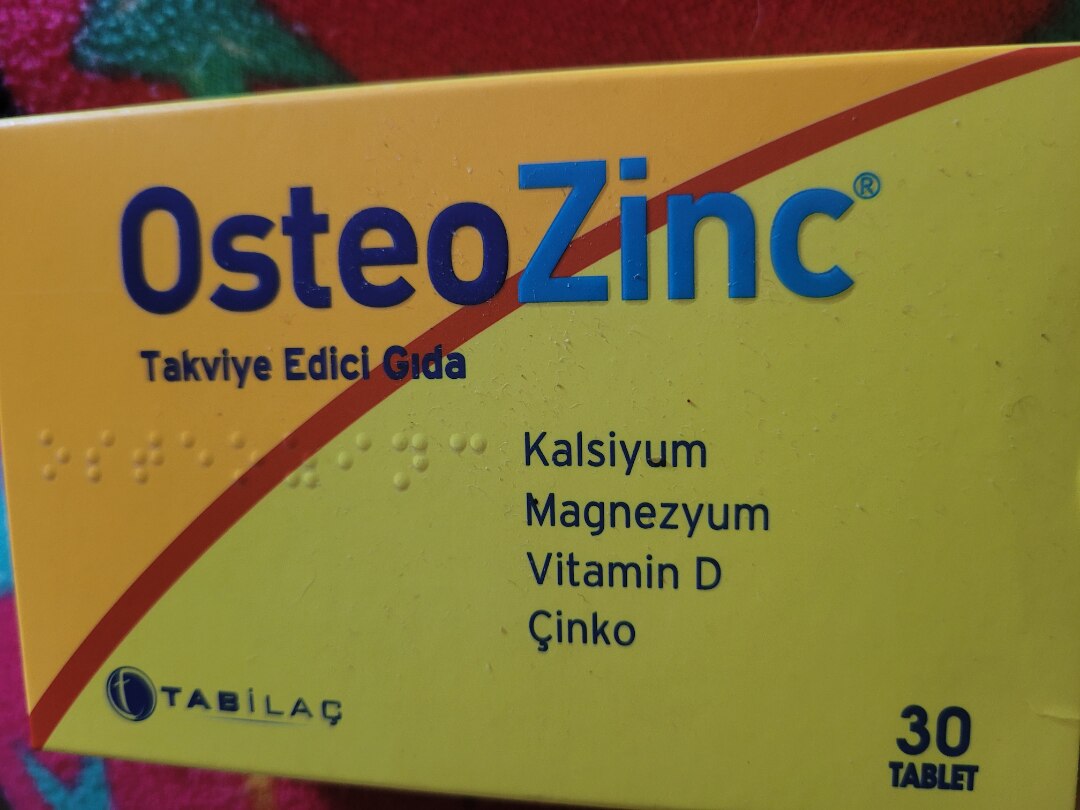 OsteoZinc®
Takviye Edici Gıda
Kalsiyum
Magnezyum
Vitamin D
Çinko
TABİLAÇ
30
TABLET